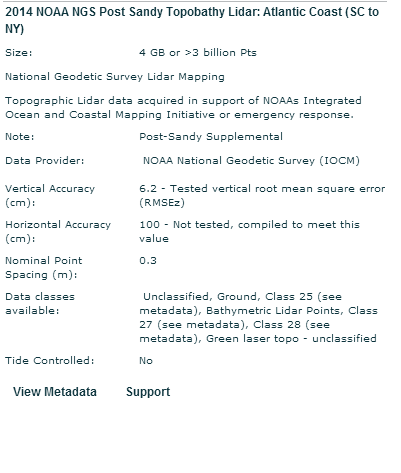 2014 NOAA NGS Post Sandy Topobathy Lidar: Atlantic Coast (SC to
NY)
Size: 4 GB or >3 billion Pts
National Geodetic Survey Lidar Mapping
Topographic Lidar data acquired in support of NOAAs Integrated
Ocean and Coastal Mapping Initiative or emergency response.
Note: Post-Sandy Supplemental
Data Provider: NOAA National Geodetic Survey (IOCM)
Vertical Accuracy 6.2 - Tested vertical root mean square error
(cm): (RMSEz)
Horizontal Accuracy 100 - Not tested, compiled to meet this
(cm): value
Nominal Point 0.3
Spacing (m):
Data classes Unclassified, Ground, Class 25 (see
available: metadata), Bathymetric Lidar Points, Class
27 (see metadata), Class 28 (see
metadata), Green laser topo - unclassified
Tide Controlled: No
View Metadata Support